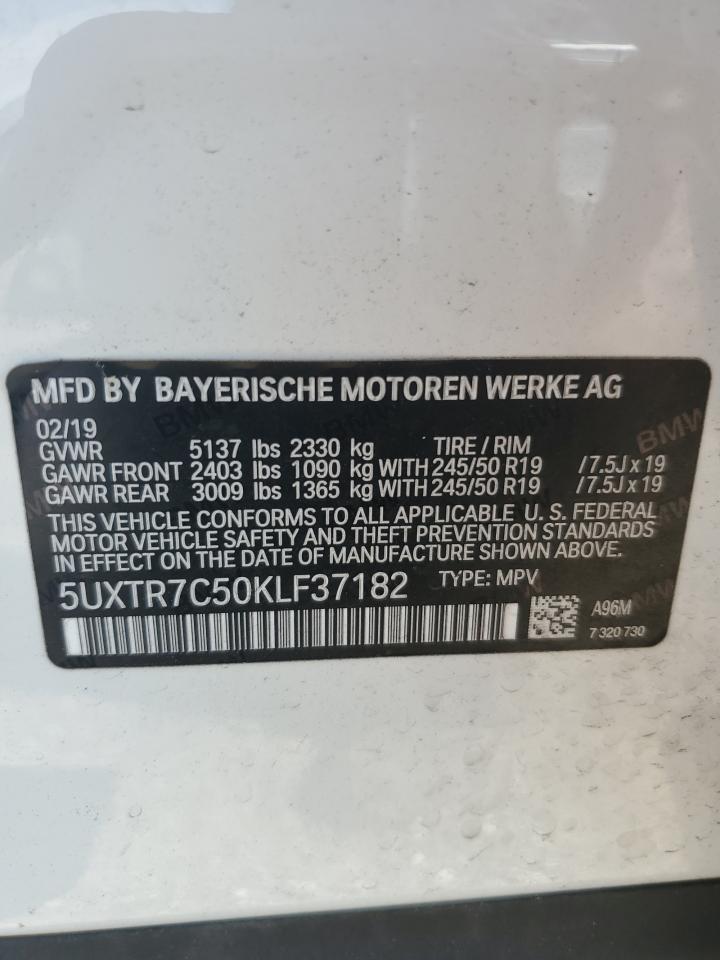 MFD BY BAYERISCHE MOTOREN WERKE AG
02/19
GVWR 5137 lbs 2330 kg TIRE / RIM
GAWR FRONT 2403 lbs 1090 kg WITH 245/50 R19 / 7.5J x 19
GAWR REAR 3009 lbs 1365 kg WITH 245/50 R19 / 7.5J x 19
THIS VEHICLE CONFORMS TO ALL APPLICABLE U. S. FEDERAL
MOTOR VEHICLE SAFETY AND THEFT PREVENTION STANDARDS
IN EFFECT ON THE DATE OF MANUFACTURE SHOWN ABOVE.
5UXTR7C50KLF37182 TYPE: MPV
A96M
7 320 730
BMW
BMW